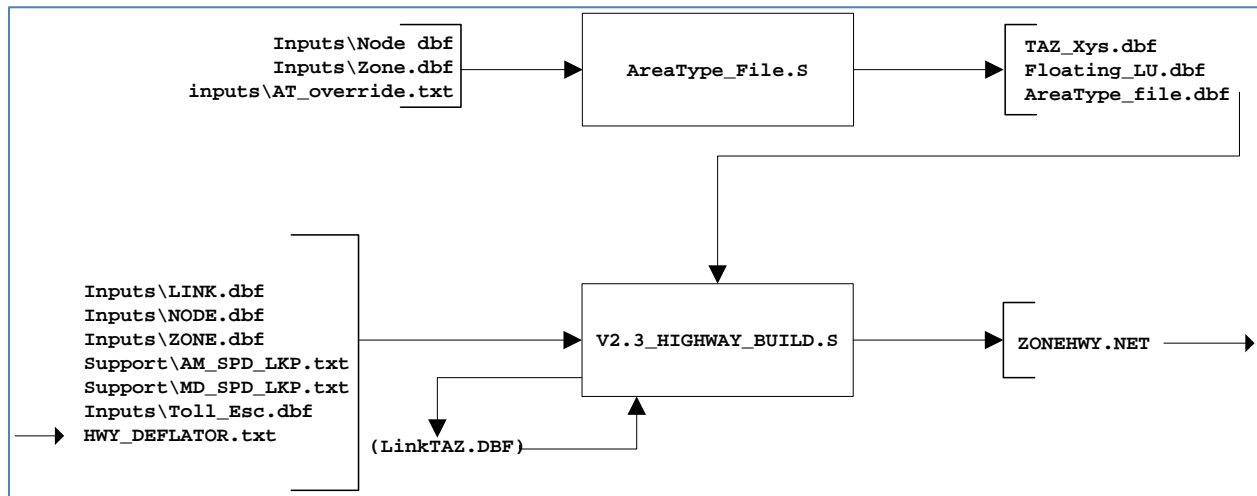 Inputs\Node dbf
Inputs\Zone.dbf
inputs\AT_override.txt
AreaType_File.S
TAZ_Xys.dbf
Floating_LU.dbf
AreaType_file.dbf
Inputs\LINK.dbf
Inputs\NODE.dbf
Inputs\ZONE.dbf
Support\AM_SPD_LKP.txt
Support\MD_SPD_LKP.txt
Inputs\Toll_Esc.dbf
HWY_DEFLATOR.txt
V2.3_HIGHWAY_BUILD.S
(LinkTAZ.DBF)
ZONEHWY.NET